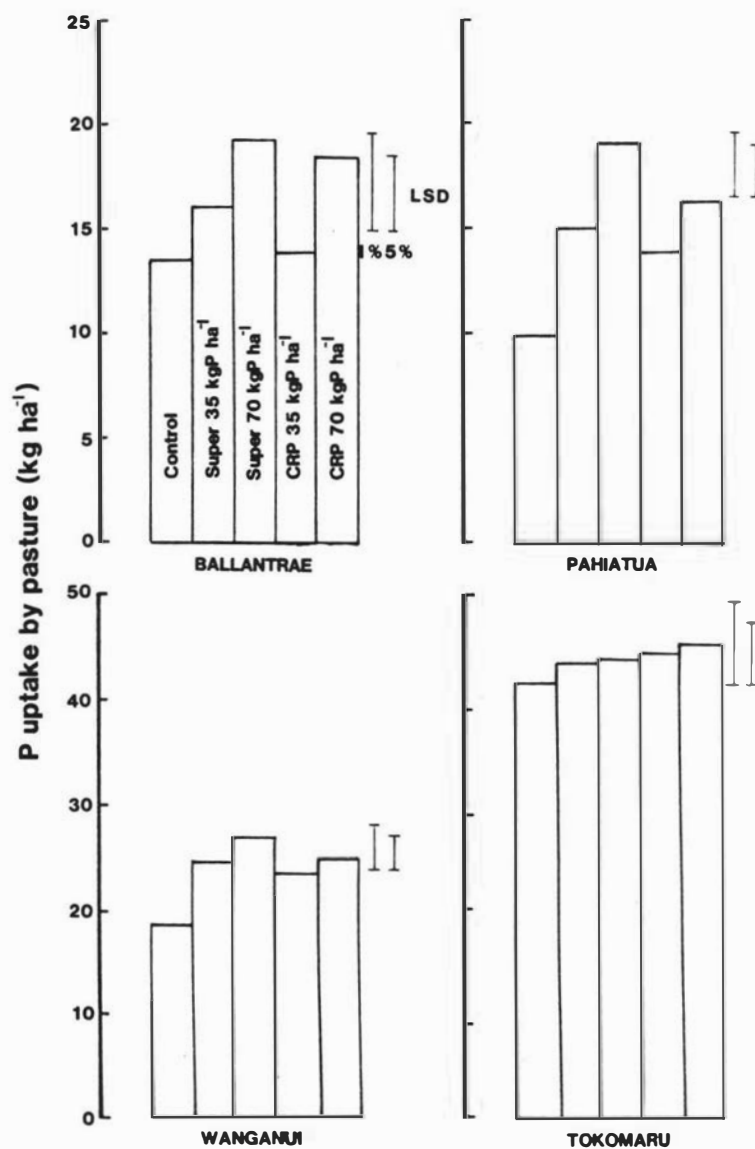 P uptake by pasture (kg ha⁻¹)
25
20
15
10
5
0
Control
Super 35 kgP ha⁻¹
Super 70 kgP ha⁻¹
CRP 35 kgP ha⁻¹
CRP 70 kgP ha⁻¹
LSD
1% 5%
BALLANTRAE
PAHIATUA
50
40
30
20
10
0
WANGANUI
TOKOMARU